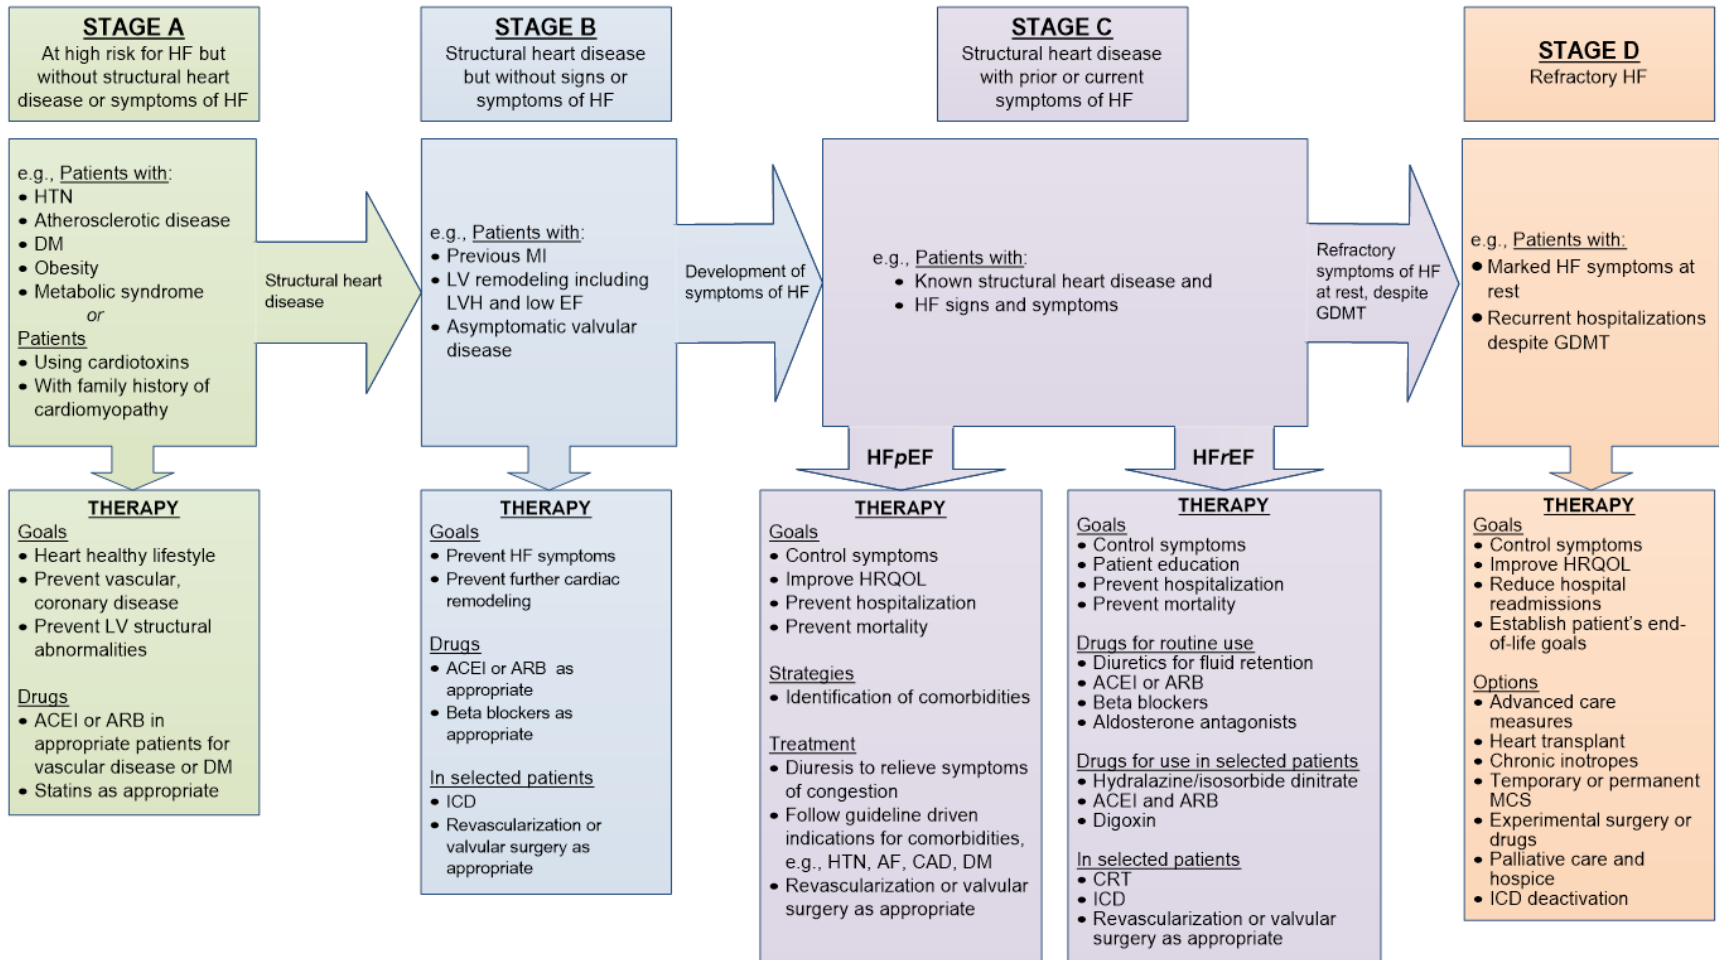 STAGE A
At high risk for HF but
without structural heart
disease or symptoms of HF
STAGE B
Structural heart disease
but without signs or
symptoms of HF
STAGE C
Structural heart disease
with prior or current
symptoms of HF
STAGE D
Refractory HF
e.g., Patients with:
• HTN
• Atherosclerotic disease
• DM
• Obesity
• Metabolic syndrome
or
Patients
• Using cardiotoxins
• With family history of
cardiomyopathy
Structural heart
disease
e.g., Patients with:
• Previous MI
• LV remodeling including
LVH and low EF
• Asymptomatic valvular
disease
Development of
symptoms of HF
e.g., Patients with:
• Known structural heart disease and
• HF signs and symptoms
Refractory
symptoms of HF
at rest, despite
GDMT
e.g., Patients with:
• Marked HF symptoms at
rest
• Recurrent hospitalizations
despite GDMT
HFpEF
HFrEF
THERAPY
Goals
• Heart healthy lifestyle
• Prevent vascular,
coronary disease
• Prevent LV structural
abnormalities
Drugs
• ACEI or ARB in
appropriate patients for
vascular disease or DM
• Statins as appropriate
THERAPY
Goals
• Prevent HF symptoms
• Prevent further cardiac
remodeling
Drugs
• ACEI or ARB as
appropriate
• Beta blockers as
appropriate
In selected patients
• ICD
• Revascularization or
valvular surgery as
appropriate
THERAPY
Goals
• Control symptoms
• Improve HRQOL
• Prevent hospitalization
• Prevent mortality
Strategies
• Identification of comorbidities
Treatment
• Diuresis to relieve symptoms
of congestion
• Follow guideline driven
indications for comorbidities,
e.g., HTN, AF, CAD, DM
• Revascularization or valvular
surgery as appropriate
THERAPY
Goals
• Control symptoms
• Patient education
• Prevent hospitalization
• Prevent mortality
Drugs for routine use
• Diuretics for fluid retention
• ACEI or ARB
• Beta blockers
• Aldosterone antagonists
Drugs for use in selected patients
• Hydralazine/isosorbide dinitrate
• ACEI and ARB
• Digoxin
In selected patients
• CRT
• ICD
• Revascularization or valvular
surgery as appropriate
THERAPY
Goals
• Control symptoms
• Improve HRQOL
• Reduce hospital
readmissions
• Establish patient's end-
of-life goals
Options
• Advanced care
measures
• Heart transplant
• Chronic inotropes
• Temporary or permanent
MCS
• Experimental surgery or
drugs
• Palliative care and
hospice
• ICD deactivation